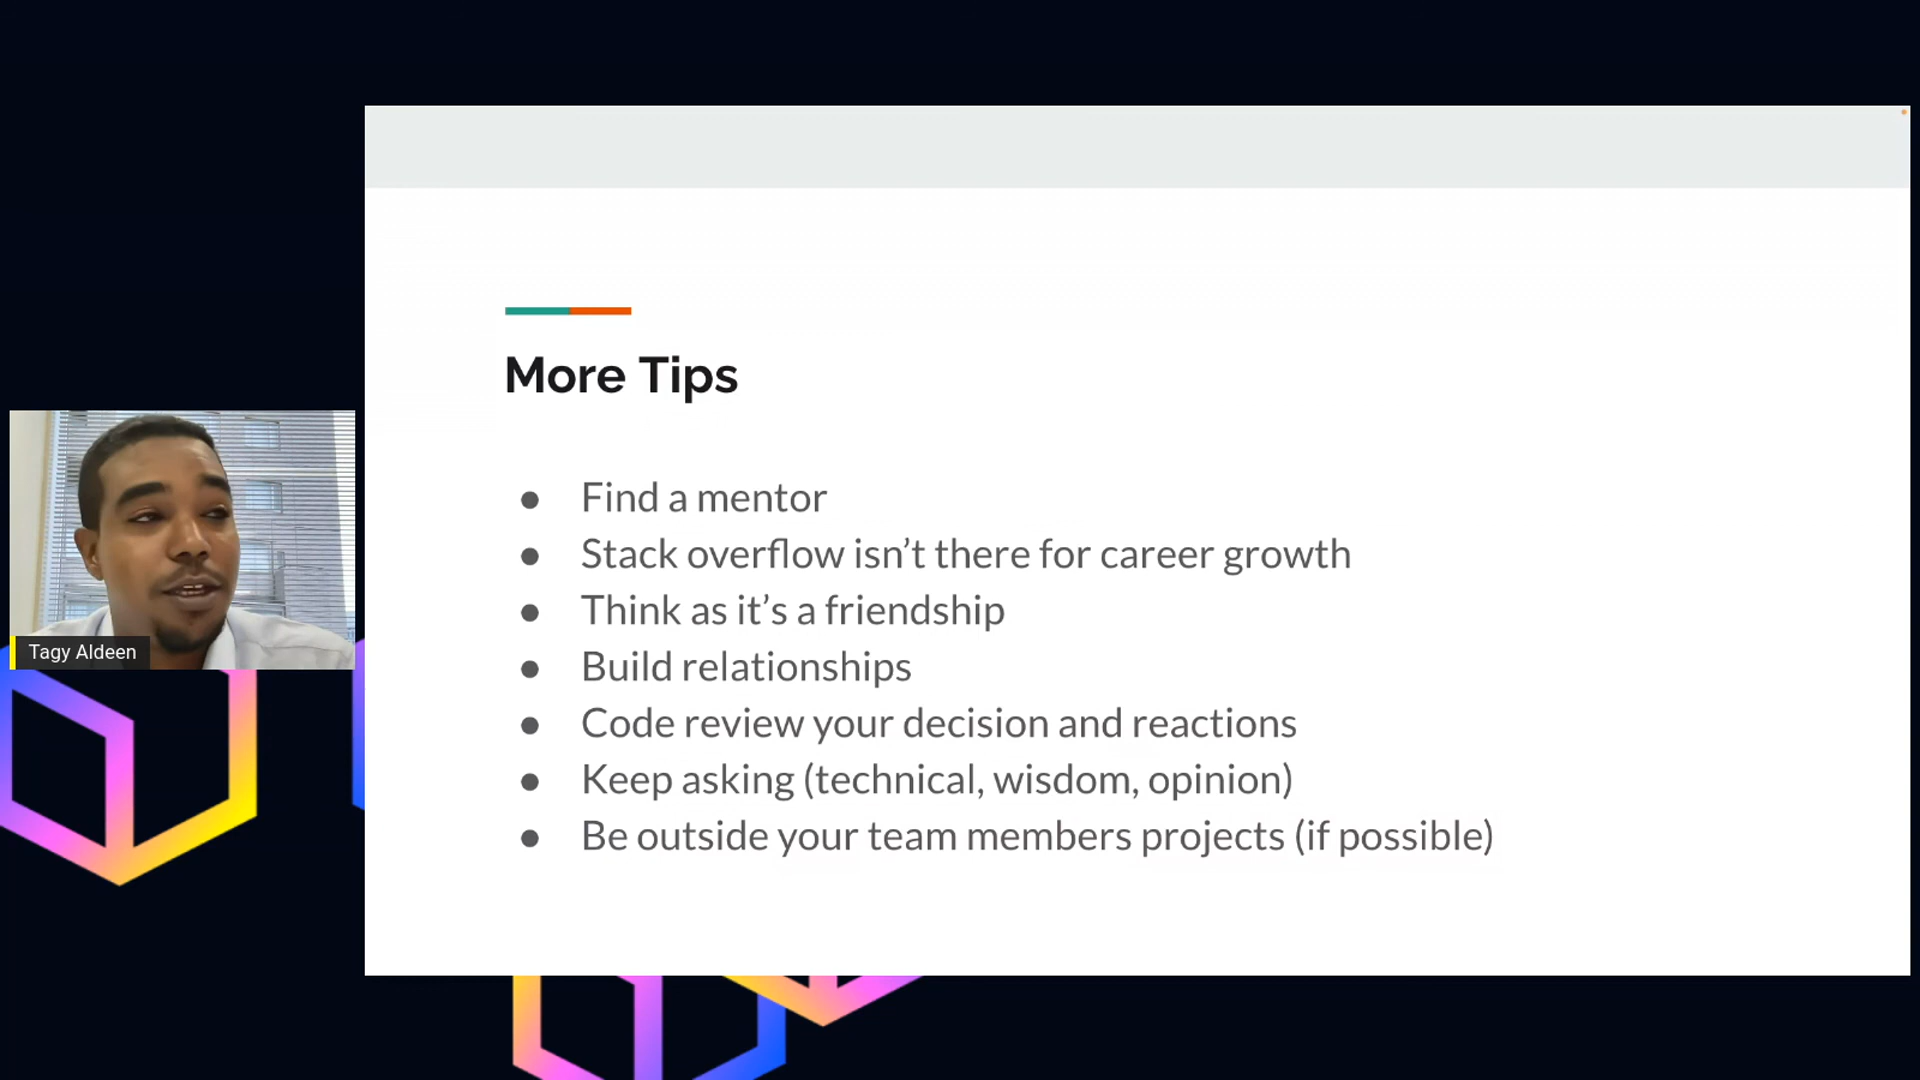 More Tips
● Find a mentor
● Stack overflow isn’t there for career growth
● Think as it’s a friendship
● Build relationships
● Code review your decision and reactions
● Keep asking (technical, wisdom, opinion)
● Be outside your team members projects (if possible)
Tagy Aldeen